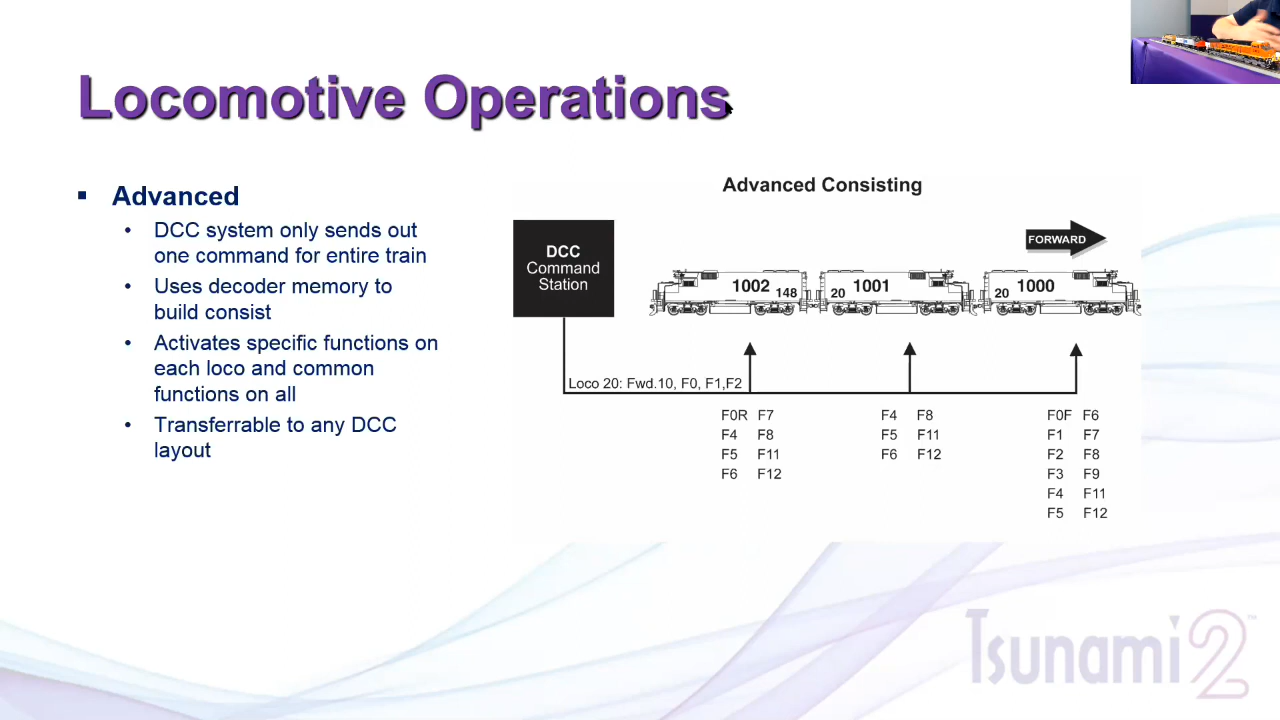 Locomotive Operations
Advanced
DCC system only sends out
one command for entire train
Uses decoder memory to
build consist
Activates specific functions on
each loco and common
functions on all
Transferrable to any DCC
layout
Advanced Consisting
DCC
Command
Station
FORWARD
1002 148
20 1001
20 1000
Loco 20: Fwd.10, F0, F1,F2
F0R F7
F4 F8
F5 F11
F6 F12
F4 F8
F5 F11
F6 F12
F0F F6
F1 F7
F2 F8
F3 F9
F4 F11
F5 F12
Tsunami2™